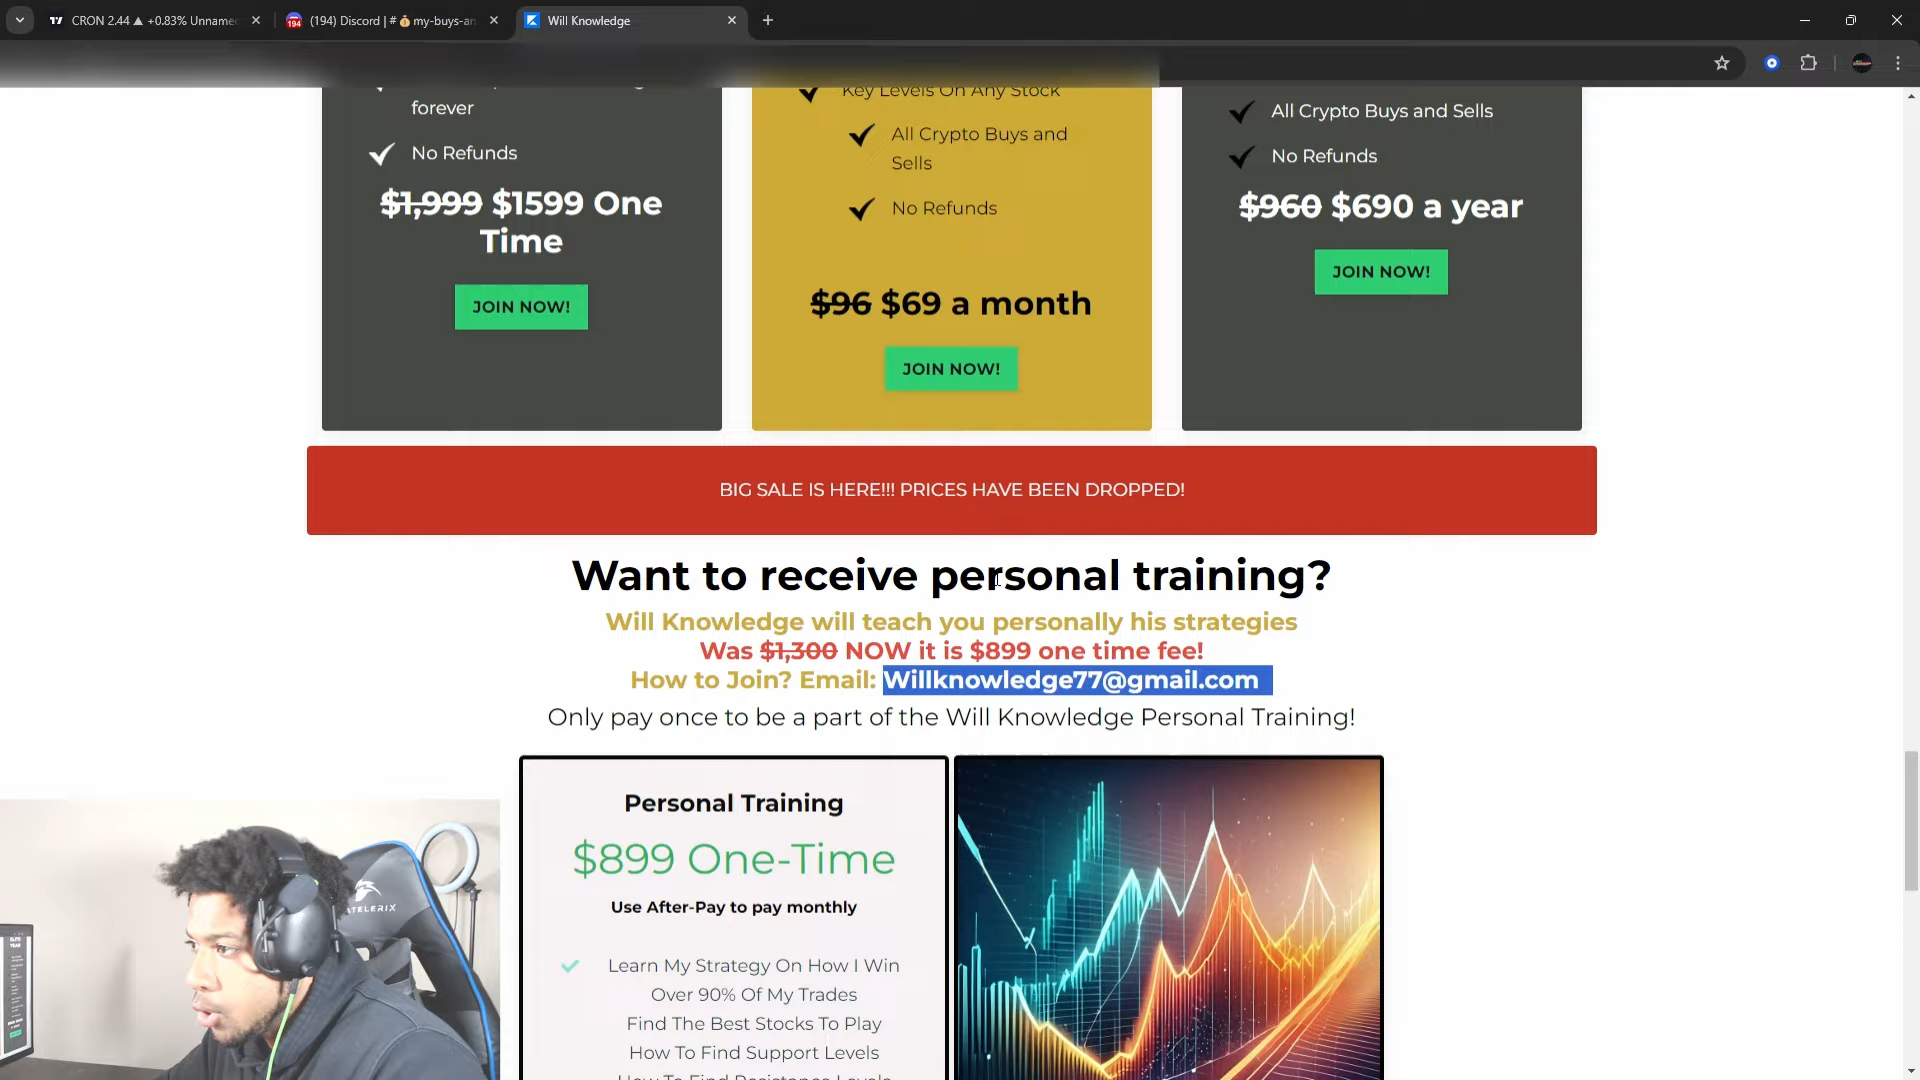 CRON 2.44 ▲ +0.83% Unname
(194) Discord | # 💰my-buys-an
Will Knowledge
forever
No Refunds
$1,999 $1599 One
Time
JOIN NOW!
Key Levels On Any Stock
All Crypto Buys and
Sells
No Refunds
$96 $69 a month
JOIN NOW!
All Crypto Buys and Sells
No Refunds
$960 $690 a year
JOIN NOW!
BIG SALE IS HERE!!! PRICES HAVE BEEN DROPPED!
Want to receive personal training?
Will Knowledge will teach you personally his strategies
Was $1,300 NOW it is $899 one time fee!
How to Join? Email: Willknowledge77@gmail.com
Only pay once to be a part of the Will Knowledge Personal Training!
Personal Training
$899 One-Time
Use After-Pay to pay monthly
Learn My Strategy On How I Win
Over 90% Of My Trades
Find The Best Stocks To Play
How To Find Support Levels
How To Find Resistance Levels